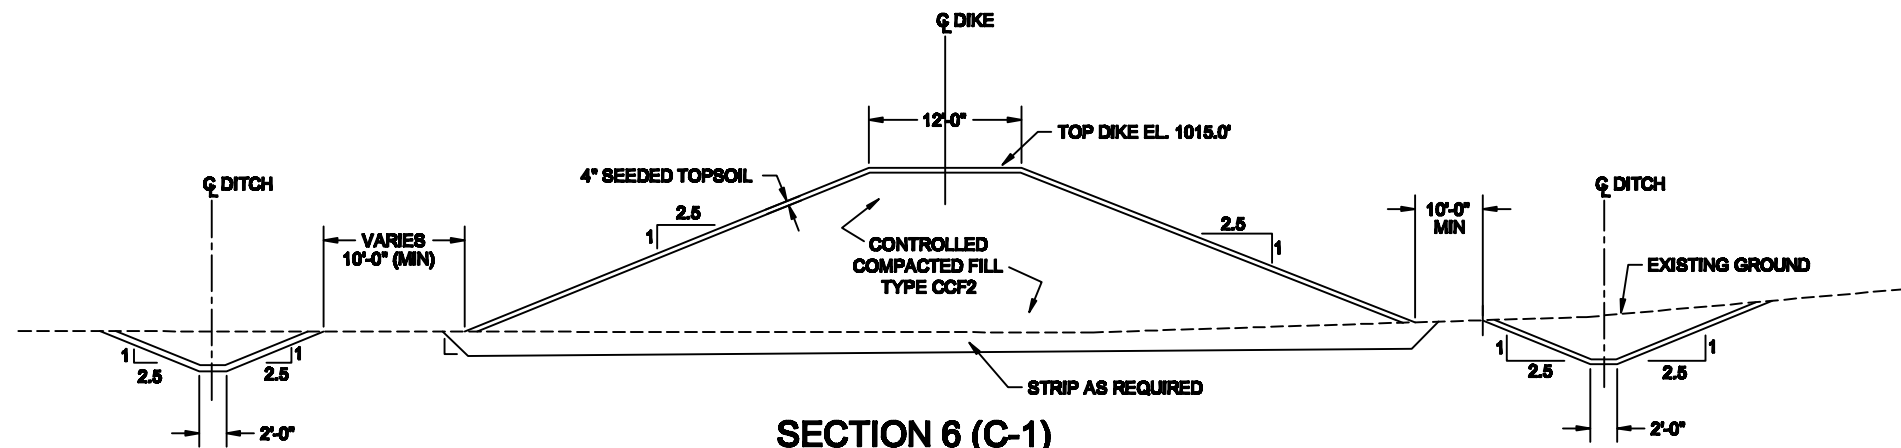 ℄ DIKE
12'-0"
TOP DIKE EL. 1015.0'
4" SEEDED TOPSOIL
℄ DITCH
℄ DITCH
2.5
1
2.5
1
10'-0"
MIN
VARIES
10'-0" (MIN)
CONTROLLED
COMPACTED FILL
TYPE CCF2
EXISTING GROUND
1
2.5
1
2.5
1
2.5
1
2.5
STRIP AS REQUIRED
2'-0"
2'-0"
SECTION 6 (C-1)